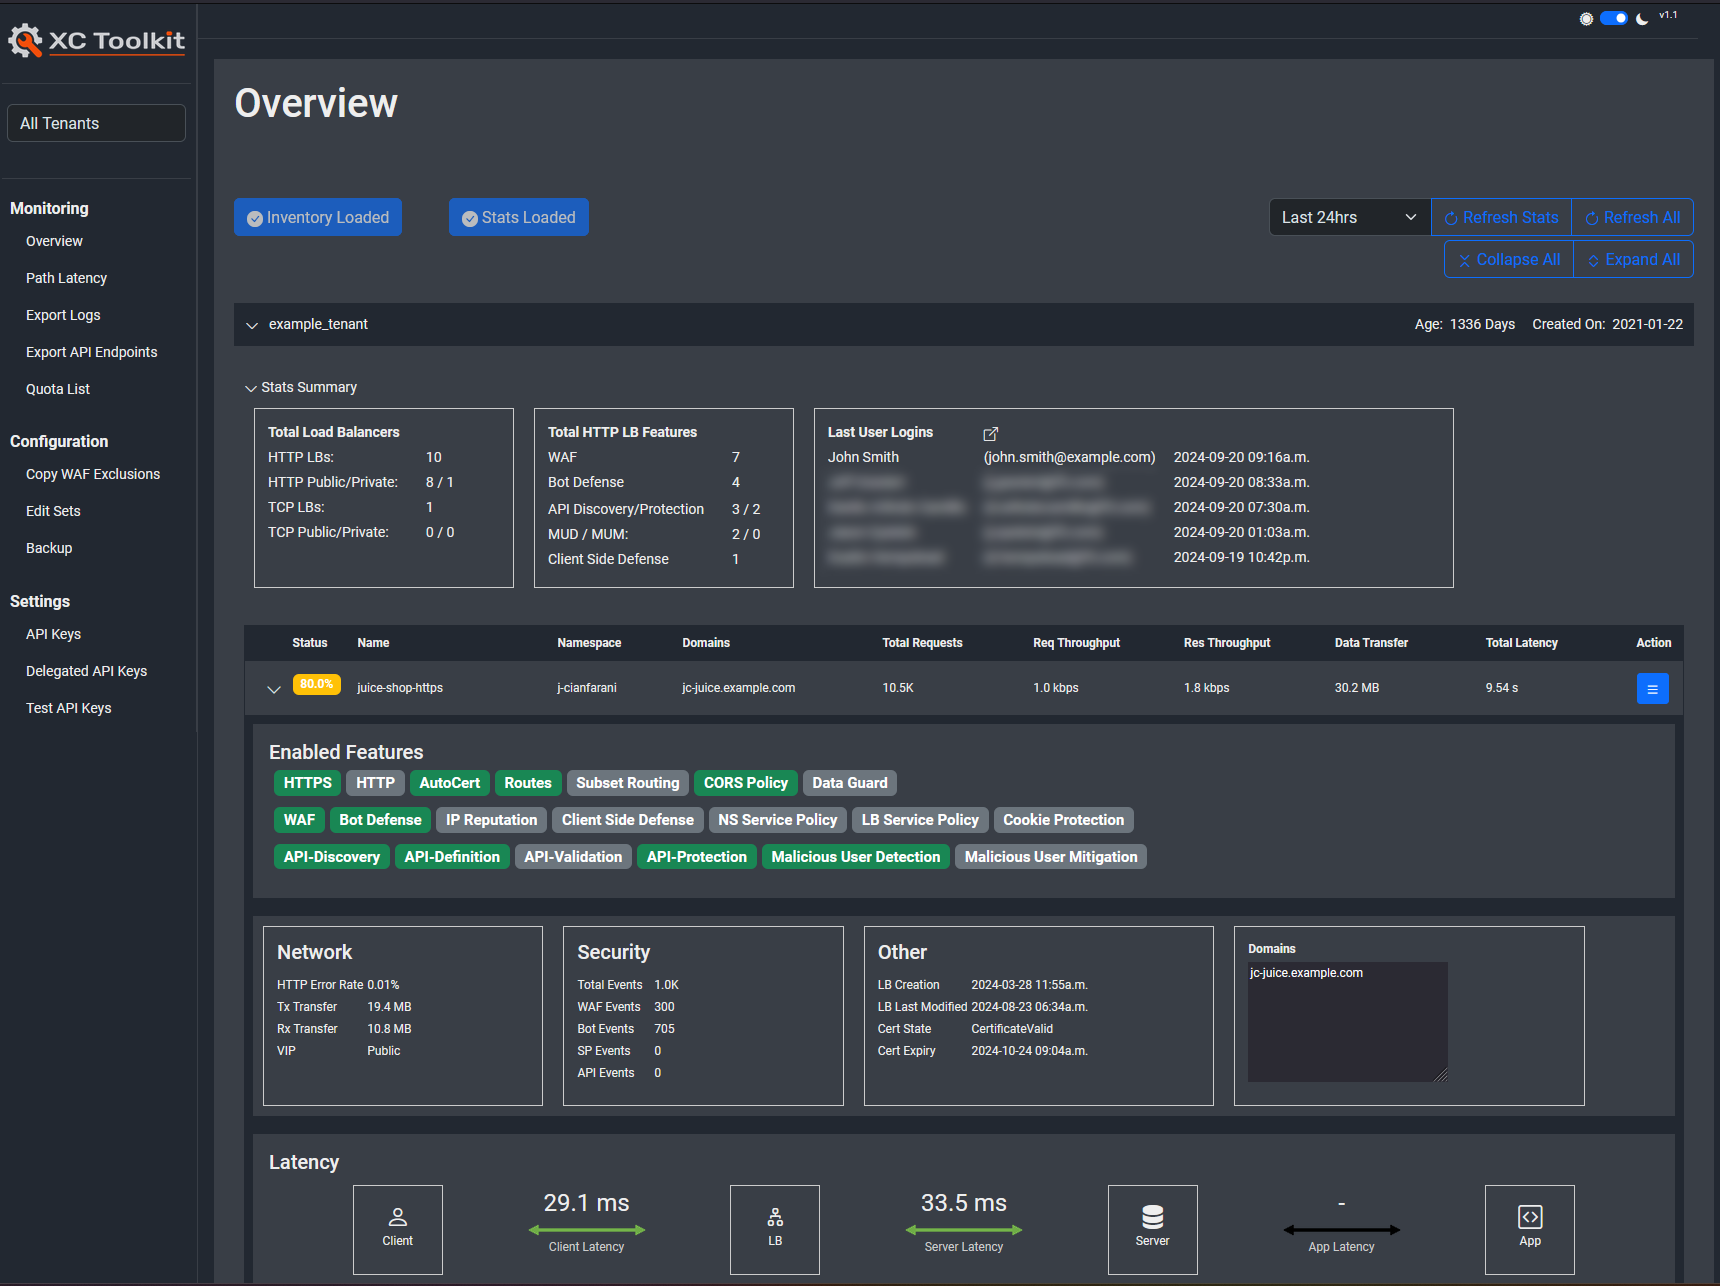 XC Toolkit
v1.1
All Tenants
Monitoring
Overview
Path Latency
Export Logs
Export API Endpoints
Quota List
Configuration
Copy WAF Exclusions
Edit Sets
Backup
Settings
API Keys
Delegated API Keys
Test API Keys
Overview
Inventory Loaded
Stats Loaded
Last 24hrs
Refresh Stats
Refresh All
Collapse All
Expand All
example_tenant
Age: 1336 Days Created On: 2021-01-22
Stats Summary
Total Load Balancers
HTTP LBs: 10
HTTP Public/Private: 8 / 1
TCP LBs: 1
TCP Public/Private: 0 / 0
Total HTTP LB Features
WAF 7
Bot Defense 4
API Discovery/Protection 3 / 2
MUD / MUM: 2 / 0
Client Side Defense 1
Last User Logins
John Smith (john.smith@example.com) 2024-09-20 09:16a.m.
2024-09-20 08:33a.m.
2024-09-20 07:30a.m.
2024-09-20 01:03a.m.
2024-09-19 10:42p.m.
Status Name Namespace Domains Total Requests Req Throughput Res Throughput Data Transfer Total Latency Action
80.0% juice-shop-https j-cianfarani jc-juice.example.com 10.5K 1.0 kbps 1.8 kbps 30.2 MB 9.54 s
Enabled Features
HTTPS HTTP AutoCert Routes Subset Routing CORS Policy Data Guard
WAF Bot Defense IP Reputation Client Side Defense NS Service Policy LB Service Policy Cookie Protection
API-Discovery API-Definition API-Validation API-Protection Malicious User Detection Malicious User Mitigation
Network
HTTP Error Rate 0.01%
Tx Transfer 19.4 MB
Rx Transfer 10.8 MB
VIP Public
Security
Total Events 1.0K
WAF Events 300
Bot Events 705
SP Events 0
API Events 0
Other
LB Creation 2024-03-28 11:55a.m.
LB Last Modified 2024-08-23 06:34a.m.
Cert State CertificateValid
Cert Expiry 2024-10-24 09:04a.m.
Domains
jc-juice.example.com
Latency
Client
29.1 ms
Client Latency
LB
33.5 ms
Server Latency
Server
-
App Latency
App